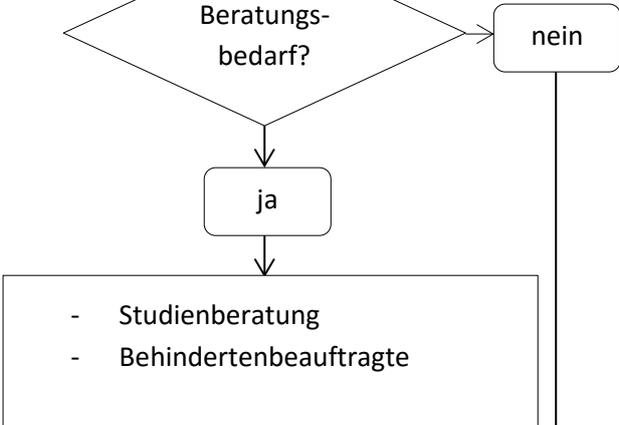 Beratungs-
bedarf?
nein
ja
- Studienberatung
- Behindertenbeauftragte